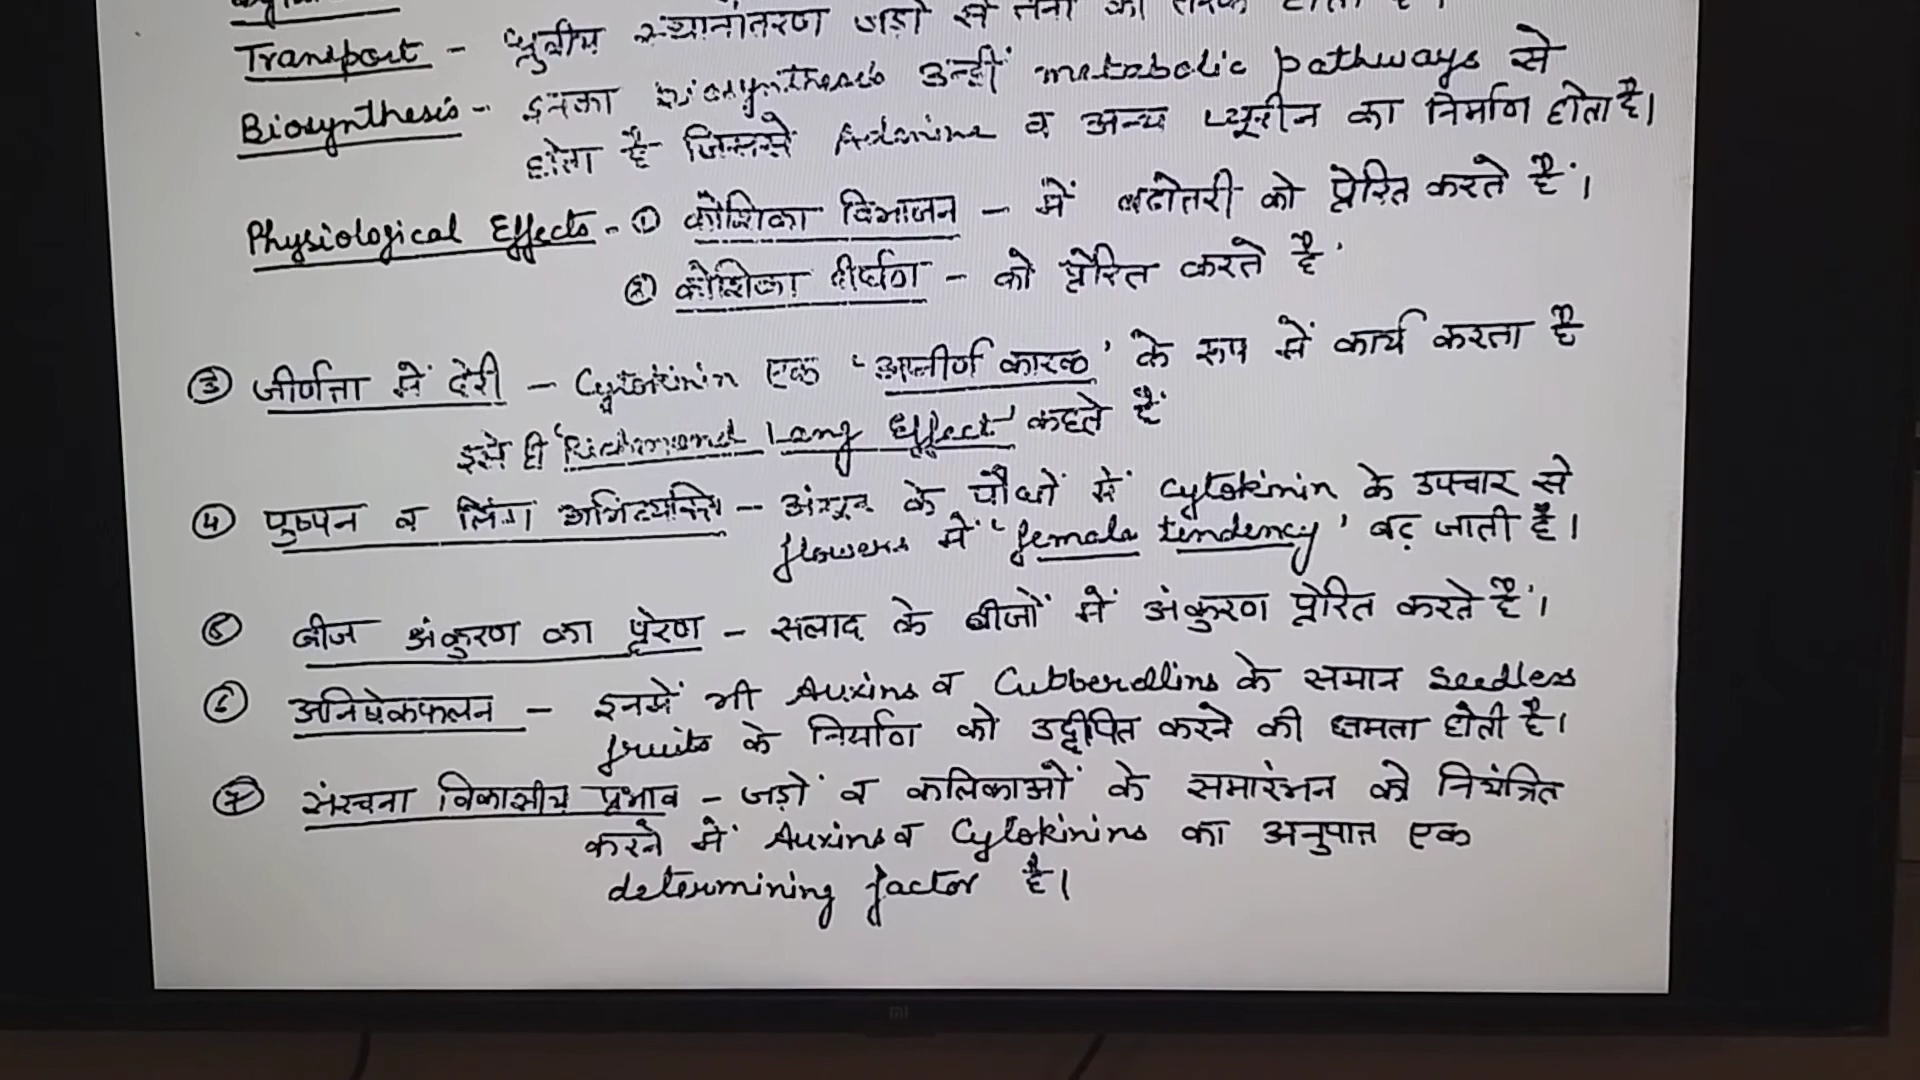 Transport - ध्रुवीय स्थानांतरण जड़ों से तनों की तरफ होता है।
Biosynthesis - इनका biosynthesis उन्हीं metabolic pathways से
होता है जिससे Adenine व अन्य प्यूरीन का निर्माण होता है।
Physiological Effects - ① कोशिका विभाजन - में बढोतरी को प्रेरित करते हैं।
② कोशिका दीर्घण - को प्रेरित करते हैं
③ जीर्णता में देरी - Cytokinin एक 'अजीर्ण कारक' के रूप में कार्य करता है
इसे ही 'Richmond Lang Effect' कहते हैं
④ पुष्पन व लिंग अभिव्यक्ति - अंगूर के पौधों में Cytokinin के उपचार से
flowers में 'female tendency' बढ़ जाती है।
⑤ बीज अंकुरण का प्रेरण - सलाद के बीजों में अंकुरण प्रेरित करते हैं।
⑥ अनिषेकफलन - इनमें भी Auxins व Gibberellins के समान seedless
fruits के निर्माण को उद्दीपित करने की क्षमता होती है।
⑦ संरचना विकासीय प्रभाव - जड़ों व कलिकाओं के समारंभन को नियंत्रित
करने में Auxins व Cytokinins का अनुपात एक
determining factor है।
mi